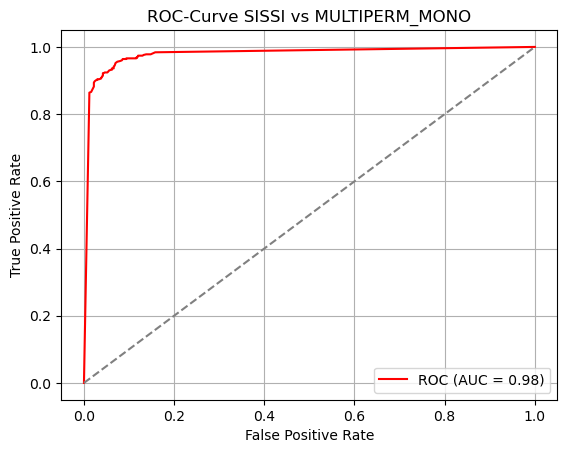 ROC-Curve SISSI vs MULTIPERM_MONO
True Positive Rate
1.0
0.8
0.6
0.4
0.2
0.0
ROC (AUC = 0.98)
0.0 0.2 0.4 0.6 0.8 1.0
False Positive Rate